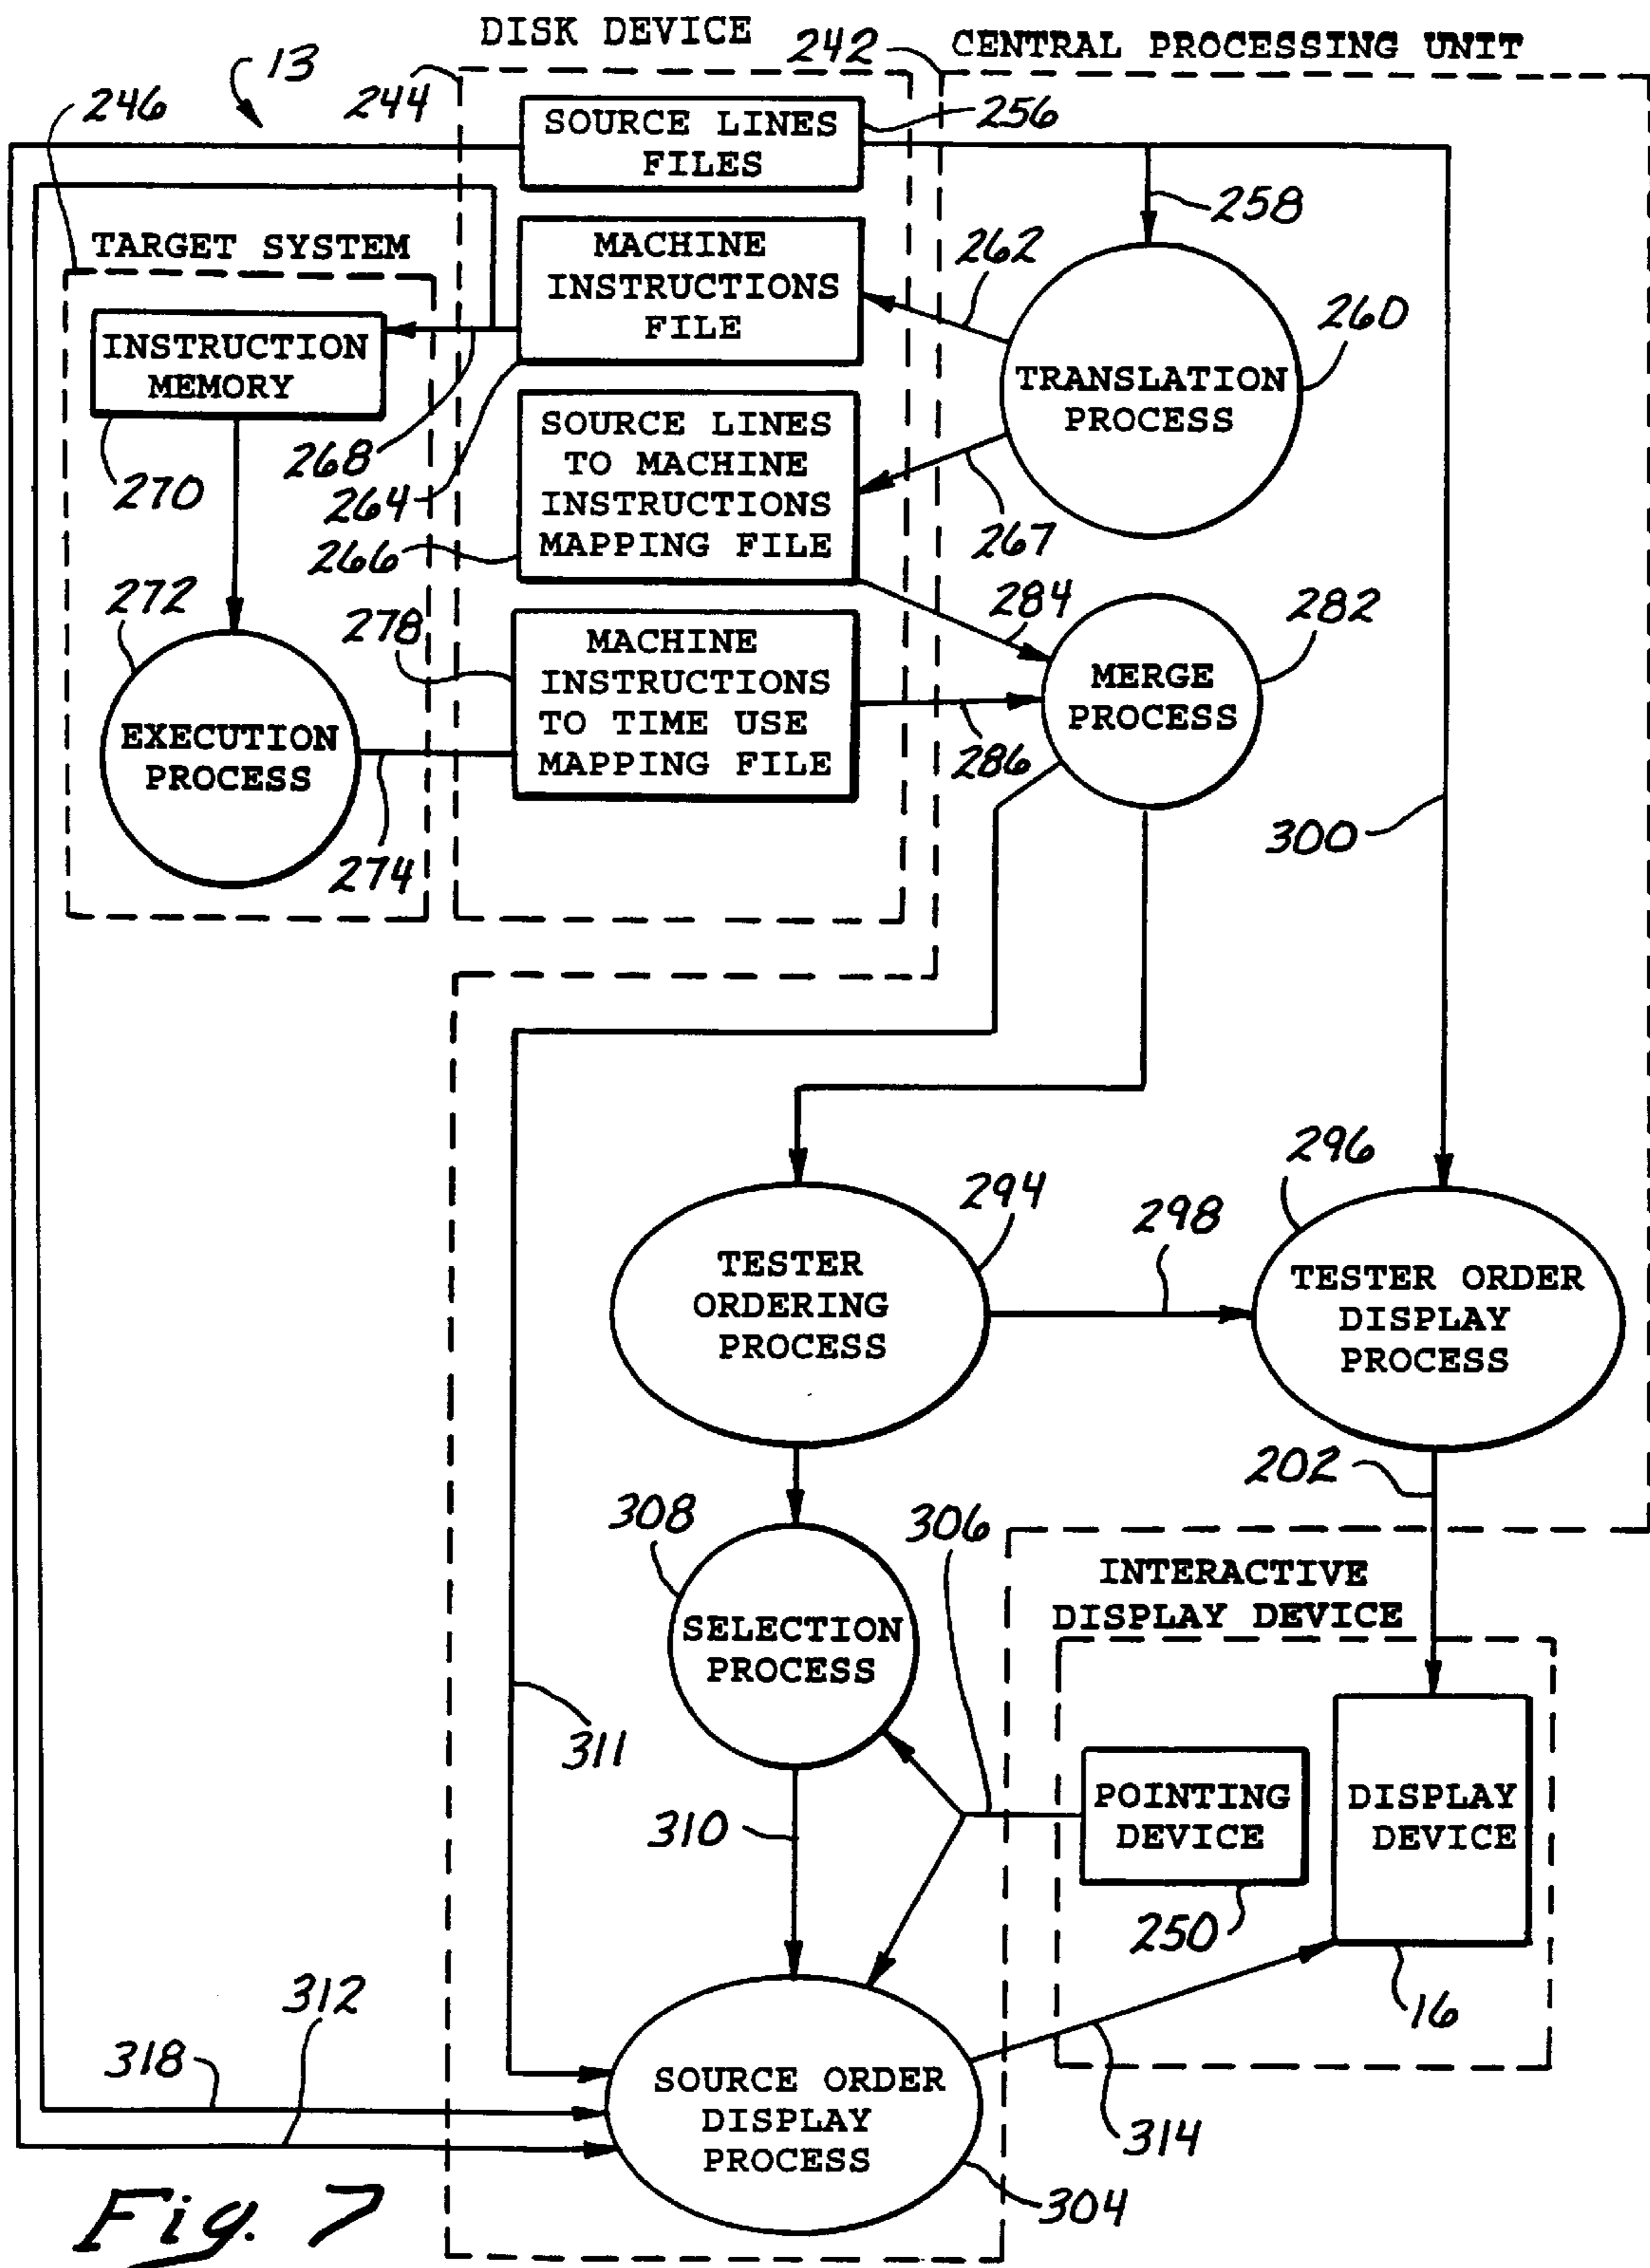 DISK DEVICE
242
CENTRAL PROCESSING UNIT
13
246
244
SOURCE LINES
FILES
256
258
TARGET SYSTEM
MACHINE
INSTRUCTIONS
FILE
262
260
INSTRUCTION
MEMORY
TRANSLATION
PROCESS
268
270
264
SOURCE LINES
TO MACHINE
INSTRUCTIONS
MAPPING FILE
266
267
272
278
284
282
MACHINE
INSTRUCTIONS
TO TIME USE
MAPPING FILE
MERGE
PROCESS
EXECUTION
PROCESS
286
274
300
296
294
298
TESTER
ORDERING
PROCESS
TESTER ORDER
DISPLAY
PROCESS
202
308
306
INTERACTIVE
DISPLAY DEVICE
SELECTION
PROCESS
311
310
POINTING
DEVICE
DISPLAY
DEVICE
250
16
312
318
SOURCE ORDER
DISPLAY
PROCESS
314
304
Fig. 7